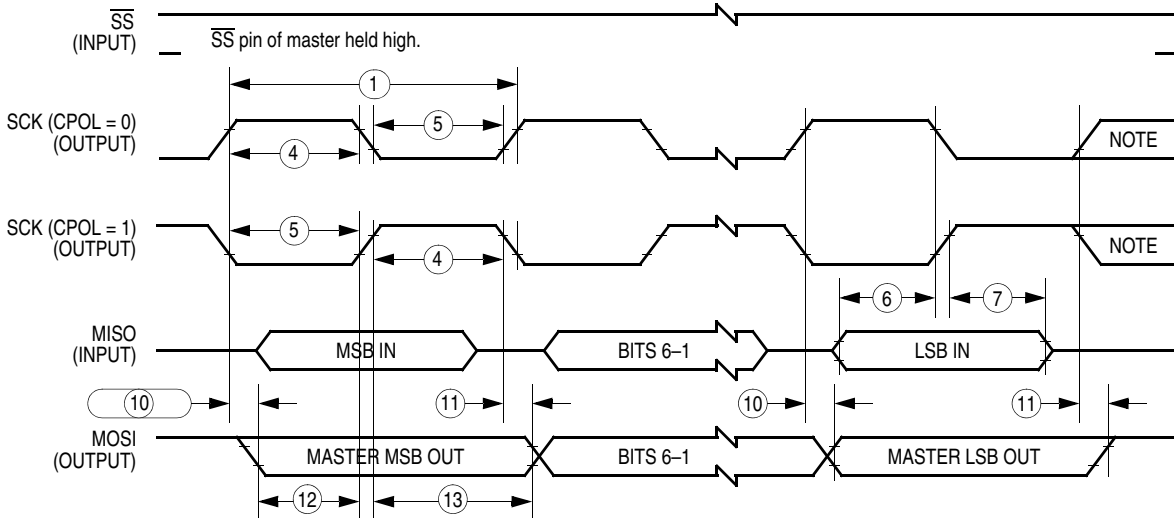 SS
(INPUT)
SS pin of master held high.
1
SCK (CPOL = 0)
(OUTPUT)
5
4
NOTE
SCK (CPOL = 1)
(OUTPUT)
5
4
NOTE
6
7
MISO
(INPUT)
MSB IN
BITS 6–1
LSB IN
10
11
10
11
MOSI
(OUTPUT)
MASTER MSB OUT
BITS 6–1
MASTER LSB OUT
12
13